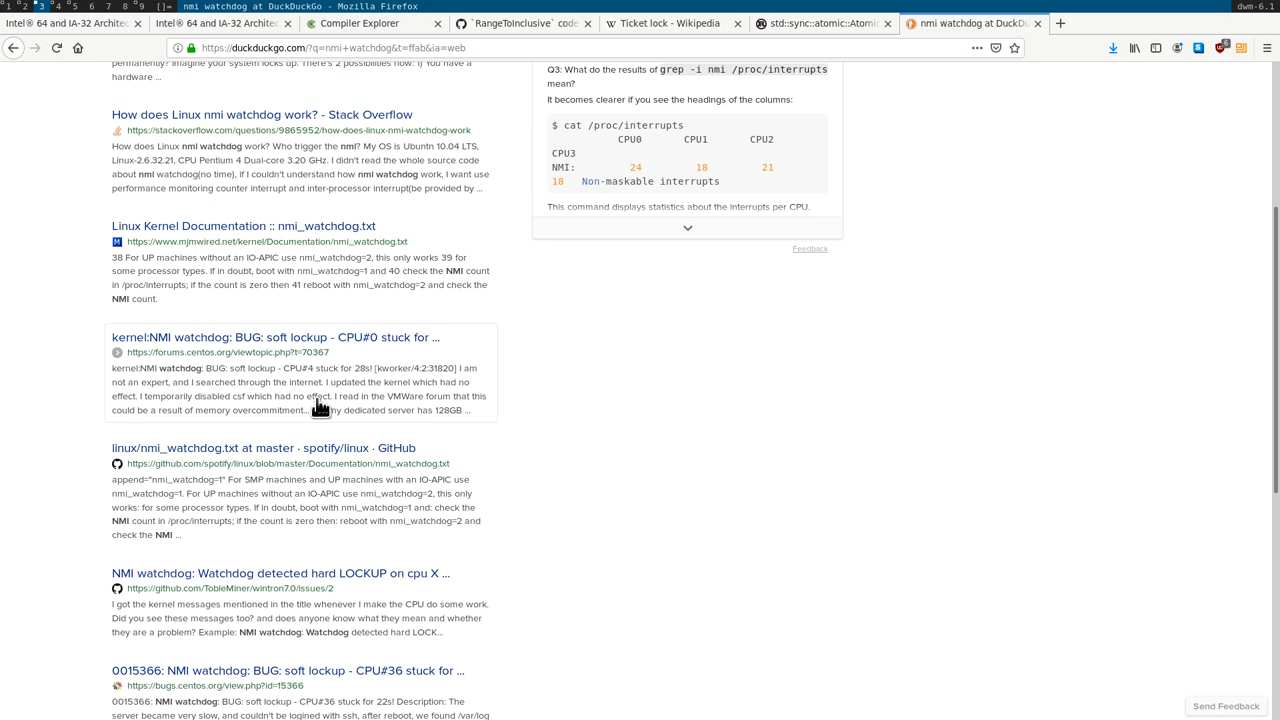 1 2 3 4 5 6 7 8 9 []= nmi watchdog at DuckDuckGo - Mozilla Firefox dwm-6.1
Intel® 64 and IA-32 Architec Intel® 64 and IA-32 Architec Compiler Explorer `RangeToInclusive` code Ticket lock - Wikipedia std::sync::atomic::Atomic nmi watchdog at DuckDu
https://duckduckgo.com/?q=nmi+watchdog&t=ffab&ia=web
permanently? Imagine your system locks up. There's 2 possibilities now: 1) You have a
hardware ...
How does Linux nmi watchdog work? - Stack Overflow
https://stackoverflow.com/questions/9865952/how-does-linux-nmi-watchdog-work
How does Linux nmi watchdog work? Who trigger the nmi? My OS is Ubuntn 10.04 LTS,
Linux-2.6.32.21, CPU Pentium 4 Dual-core 3.20 GHz. I didn't read the whole source code
about nmi watchdog(no time), if I couldn't understand how nmi watchdog work, I want use
performance monitoring counter interrupt and inter-processor interrupt(be provided by ...
Linux Kernel Documentation :: nmi_watchdog.txt
M https://www.mjmwired.net/kernel/Documentation/nmi_watchdog.txt
38 For UP machines without an IO-APIC use nmi_watchdog=2, this only works 39 for
some processor types. If in doubt, boot with nmi_watchdog=1 and 40 check the NMI count
in /proc/interrupts; if the count is zero then 41 reboot with nmi_watchdog=2 and check the
NMI count.
kernel:NMI watchdog: BUG: soft lockup - CPU#0 stuck for ...
https://forums.centos.org/viewtopic.php?t=70367
kernel:NMI watchdog: BUG: soft lockup - CPU#4 stuck for 28s! [kworker/4:2:31820] I am
not an expert, and I searched through the internet. I updated the kernel which had no
effect. I temporarily disabled csf which had no effect. I read in the VMWare forum that this
could be a result of memory overcommitment... my dedicated server has 128GB ...
linux/nmi_watchdog.txt at master · spotify/linux · GitHub
https://github.com/spotify/linux/blob/master/Documentation/nmi_watchdog.txt
append="nmi_watchdog=1" For SMP machines and UP machines with an IO-APIC use
nmi_watchdog=1. For UP machines without an IO-APIC use nmi_watchdog=2, this only
works: for some processor types. If in doubt, boot with nmi_watchdog=1 and: check the
NMI count in /proc/interrupts; if the count is zero then: reboot with nmi_watchdog=2 and
check the NMI ...
NMI watchdog: Watchdog detected hard LOCKUP on cpu X ...
https://github.com/TobleMiner/wintron7.0/issues/2
I got the kernel messages mentioned in the title whenever I make the CPU do some work.
Did you see these messages too? and does anyone know what they mean and whether
they are a problem? Example: NMI watchdog: Watchdog detected hard LOCK...
0015366: NMI watchdog: BUG: soft lockup - CPU#36 stuck for ...
https://bugs.centos.org/view.php?id=15366
0015366: NMI watchdog: BUG: soft lockup - CPU#36 stuck for 22s! Description: The
server became very slow, and couldn't be logined with ssh, after reboot, we found /var/log
Q3: What do the results of grep -i nmi /proc/interrupts
mean?
It becomes clearer if you see the headings of the columns:
$ cat /proc/interrupts
CPU0 CPU1 CPU2
CPU3
NMI: 24 18 21
18 Non-maskable interrupts
This command displays statistics about the interrupts per CPU.
Feedback
Send Feedback